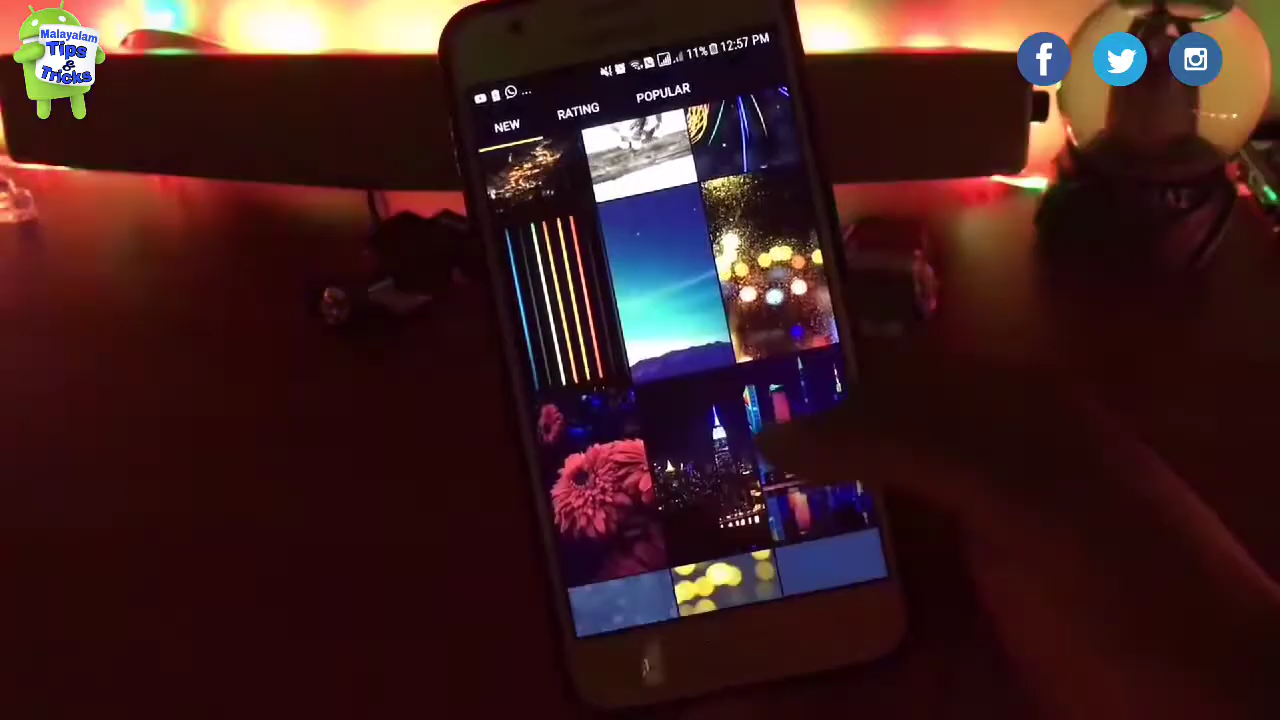 Malayalam
Tips
&
Tricks
11% 12:57 PM
NEW RATING POPULAR